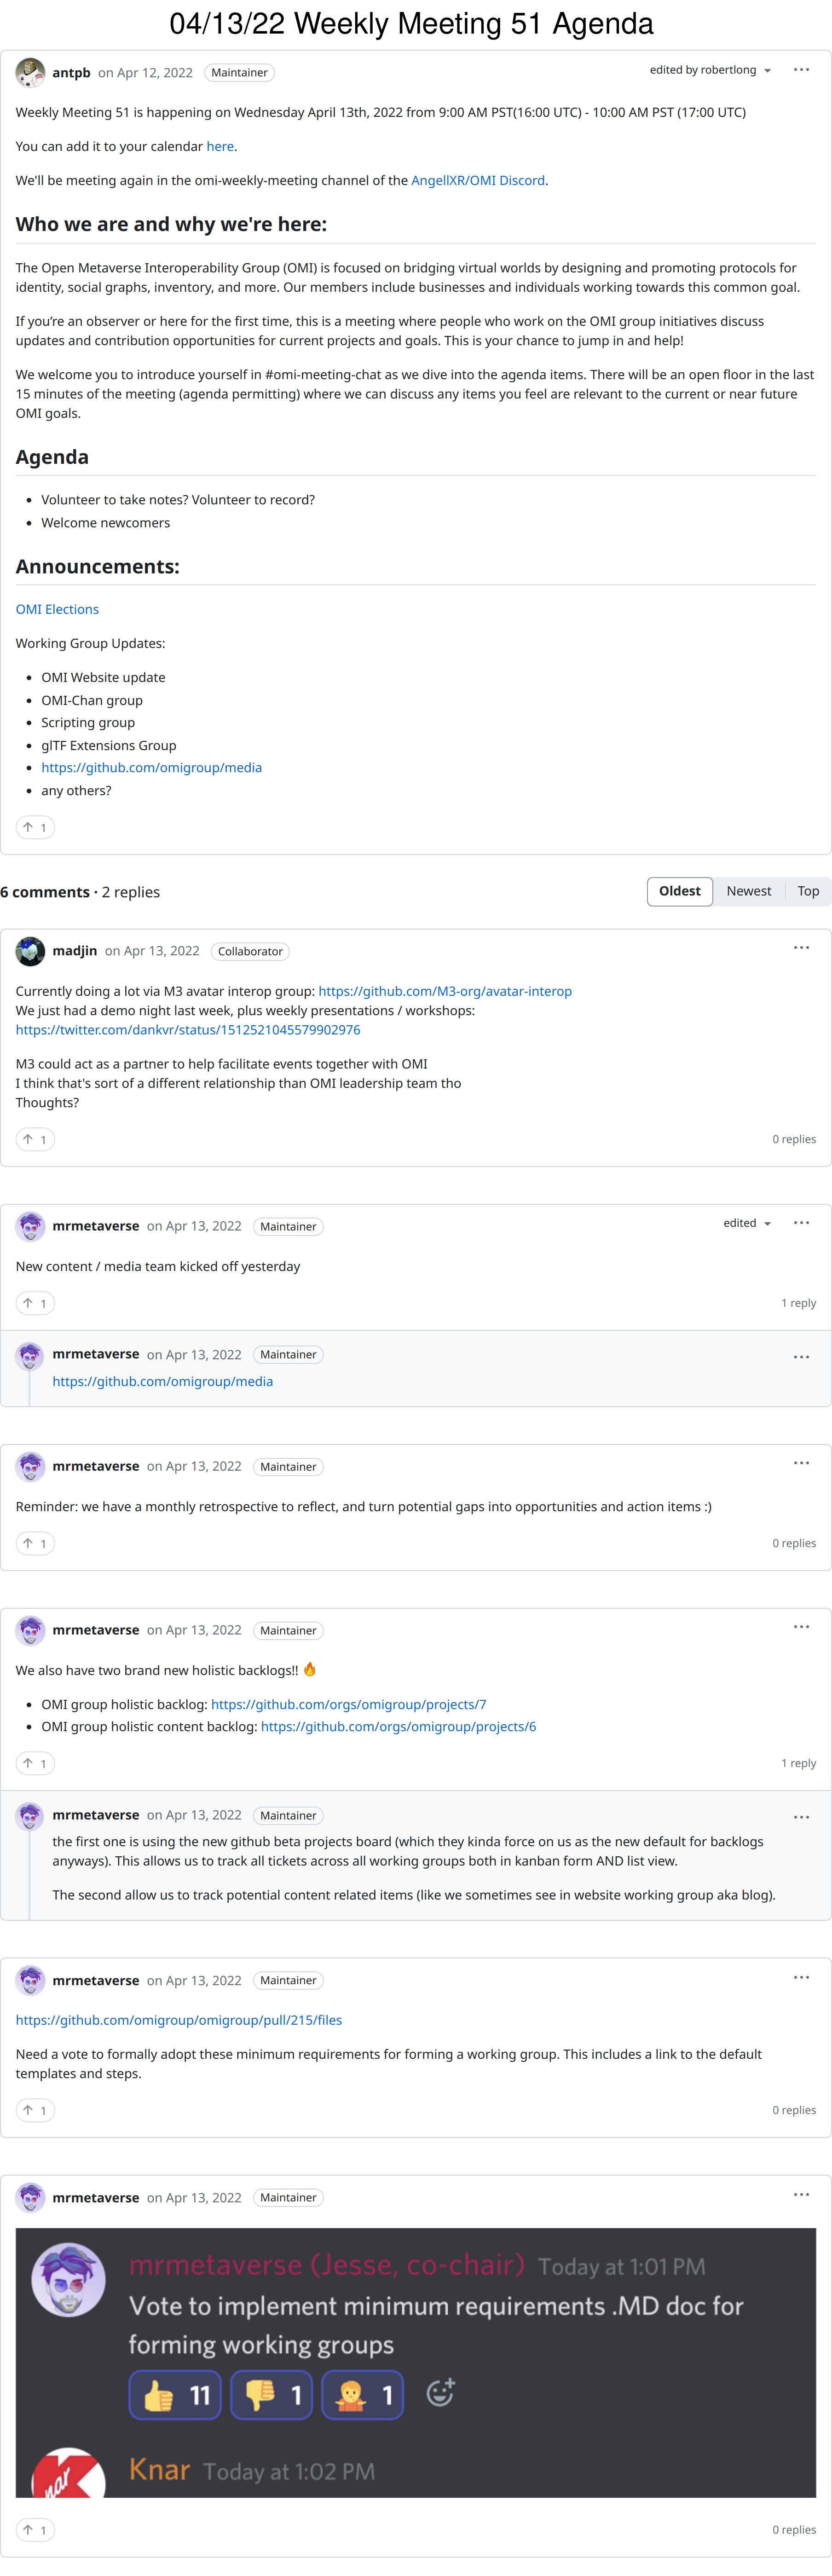 04/13/22 Weekly Meeting 51 Agenda
antpb on Apr 12, 2022 Maintainer edited by robertlong
Weekly Meeting 51 is happening on Wednesday April 13th, 2022 from 9:00 AM PST(16:00 UTC) - 10:00 AM PST (17:00 UTC)
You can add it to your calendar here.
We'll be meeting again in the omi-weekly-meeting channel of the AngellXR/OMI Discord.
Who we are and why we're here:
The Open Metaverse Interoperability Group (OMI) is focused on bridging virtual worlds by designing and promoting protocols for
identity, social graphs, inventory, and more. Our members include businesses and individuals working towards this common goal.
If you’re an observer or here for the first time, this is a meeting where people who work on the OMI group initiatives discuss
updates and contribution opportunities for current projects and goals. This is your chance to jump in and help!
We welcome you to introduce yourself in #omi-meeting-chat as we dive into the agenda items. There will be an open floor in the last
15 minutes of the meeting (agenda permitting) where we can discuss any items you feel are relevant to the current or near future
OMI goals.
Agenda
• Volunteer to take notes? Volunteer to record?
• Welcome newcomers
Announcements:
OMI Elections
Working Group Updates:
• OMI Website update
• OMI-Chan group
• Scripting group
• glTF Extensions Group
• https://github.com/omigroup/media
• any others?
↑ 1
6 comments · 2 replies Oldest Newest Top
madjin on Apr 13, 2022 Collaborator
Currently doing a lot via M3 avatar interop group: https://github.com/M3-org/avatar-interop
We just had a demo night last week, plus weekly presentations / workshops:
https://twitter.com/dankvr/status/1512521045579902976
M3 could act as a partner to help facilitate events together with OMI
I think that's sort of a different relationship than OMI leadership team tho
Thoughts?
↑ 1 0 replies
mrmetaverse on Apr 13, 2022 Maintainer edited
New content / media team kicked off yesterday
↑ 1 1 reply
mrmetaverse on Apr 13, 2022 Maintainer
https://github.com/omigroup/media
mrmetaverse on Apr 13, 2022 Maintainer
Reminder: we have a monthly retrospective to reflect, and turn potential gaps into opportunities and action items :)
↑ 1 0 replies
mrmetaverse on Apr 13, 2022 Maintainer
We also have two brand new holistic backlogs!! 🔥
• OMI group holistic backlog: https://github.com/orgs/omigroup/projects/7
• OMI group holistic content backlog: https://github.com/orgs/omigroup/projects/6
↑ 1 1 reply
mrmetaverse on Apr 13, 2022 Maintainer
the first one is using the new github beta projects board (which they kinda force on us as the new default for backlogs
anyways). This allows us to track all tickets across all working groups both in kanban form AND list view.
The second allow us to track potential content related items (like we sometimes see in website working group aka blog).
mrmetaverse on Apr 13, 2022 Maintainer
https://github.com/omigroup/omigroup/pull/215/files
Need a vote to formally adopt these minimum requirements for forming a working group. This includes a link to the default
templates and steps.
↑ 1 0 replies
mrmetaverse on Apr 13, 2022 Maintainer
mrmetaverse (Jesse, co-chair) Today at 1:01 PM
Vote to implement minimum requirements .MD doc for
forming working groups
👍 11 👎 1 🤷 1
Knar Today at 1:02 PM
↑ 1 0 replies